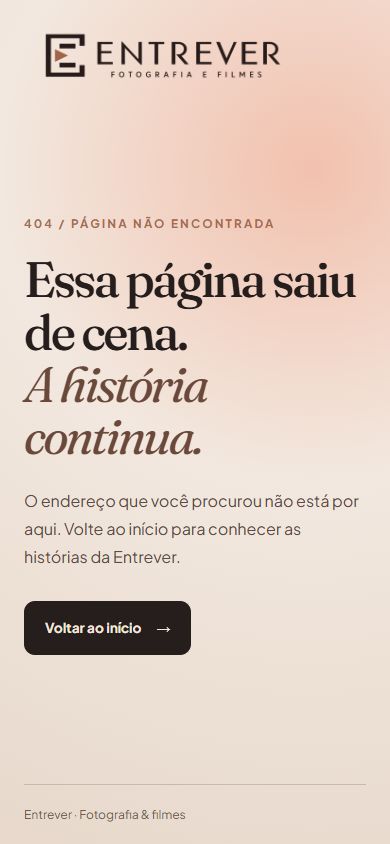 ENTREVER
FOTOGRAFIA E FILMES
404 / PÁGINA NÃO ENCONTRADA
Essa página saiu
de cena.
A história
continua.
O endereço que você procurou não está por
aqui. Volte ao início para conhecer as
histórias da Entrever.
Voltar ao início →
Entrever · Fotografia & filmes